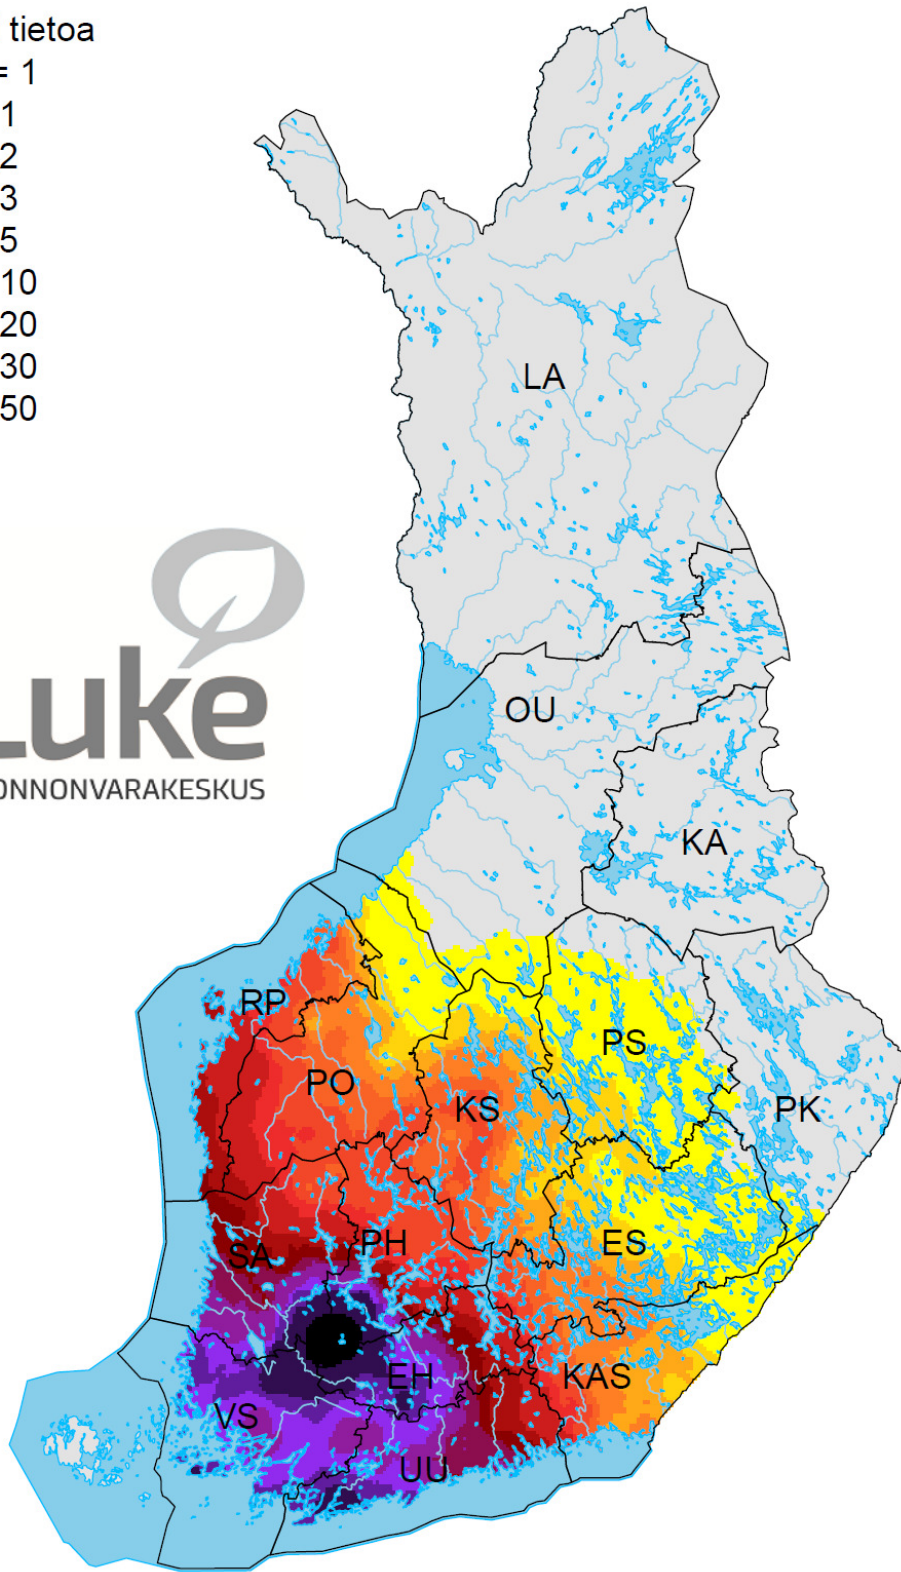 tietoa
= 1
1
2
3
5
10
20
30
50
LA
Luke
ONNONVARAKESKUS
OU
KA
RP
PS
PO
KS
PK
SA
PH
ES
EH
KAS
VS
UU